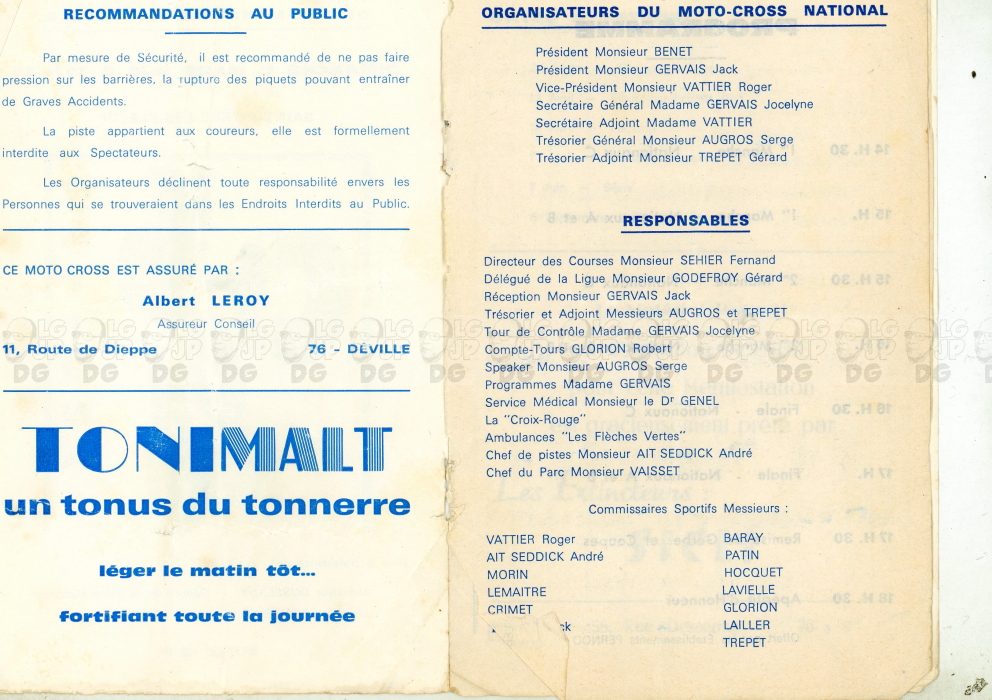 RECOMMANDATIONS AU PUBLIC
Par mesure de Sécurité, il est recommandé de ne pas faire
pression sur les barrières, la rupture des piquets pouvant entraîner
de Graves Accidents.
La piste appartient aux coureurs, elle est formellement
interdite aux Spectateurs.
Les Organisateurs déclinent toute responsabilité envers les
Personnes qui se trouveraient dans les Endroits Interdits au Public.
CE MOTO CROSS EST ASSURÉ PAR :
Albert LEROY
Assureur Conseil
11, Route de Dieppe 76 - DÉVILLE
TONIMALT
un tonus du tonnerre
léger le matin tôt...
fortifiant toute la journée
ORGANISATEURS DU MOTO-CROSS NATIONAL
Président Monsieur BENET
Président Monsieur GERVAIS Jack
Vice-Président Monsieur VATTIER Roger
Secrétaire Général Madame GERVAIS Jocelyne
Secrétaire Adjoint Madame VATTIER
Trésorier Général Monsieur AUGROS Serge
Trésorier Adjoint Monsieur TREPET Gérard
RESPONSABLES
Directeur des Courses Monsieur SEHIER Fernand
Délégué de la Ligue Monsieur GODEFROY Gérard
Réception Monsieur GERVAIS Jack
Trésorier et Adjoint Messieurs AUGROS et TREPET
Tour de Contrôle Madame GERVAIS Jocelyne
Compte-Tours GLORION Robert
Speaker Monsieur AUGROS Serge
Programmes Madame GERVAIS
Service Médical Monsieur le Dr GENEL
La "Croix-Rouge"
Ambulances "Les Flèches Vertes"
Chef de pistes Monsieur AIT SEDDICK André
Chef du Parc Monsieur VAISSET
Commissaires Sportifs Messieurs :
VATTIER Roger
AIT SEDDICK André
MORIN
LEMAITRE
CRIMET
ck
BARAY
PATIN
HOCQUET
LAVIELLE
GLORION
LAILLER
TREPET